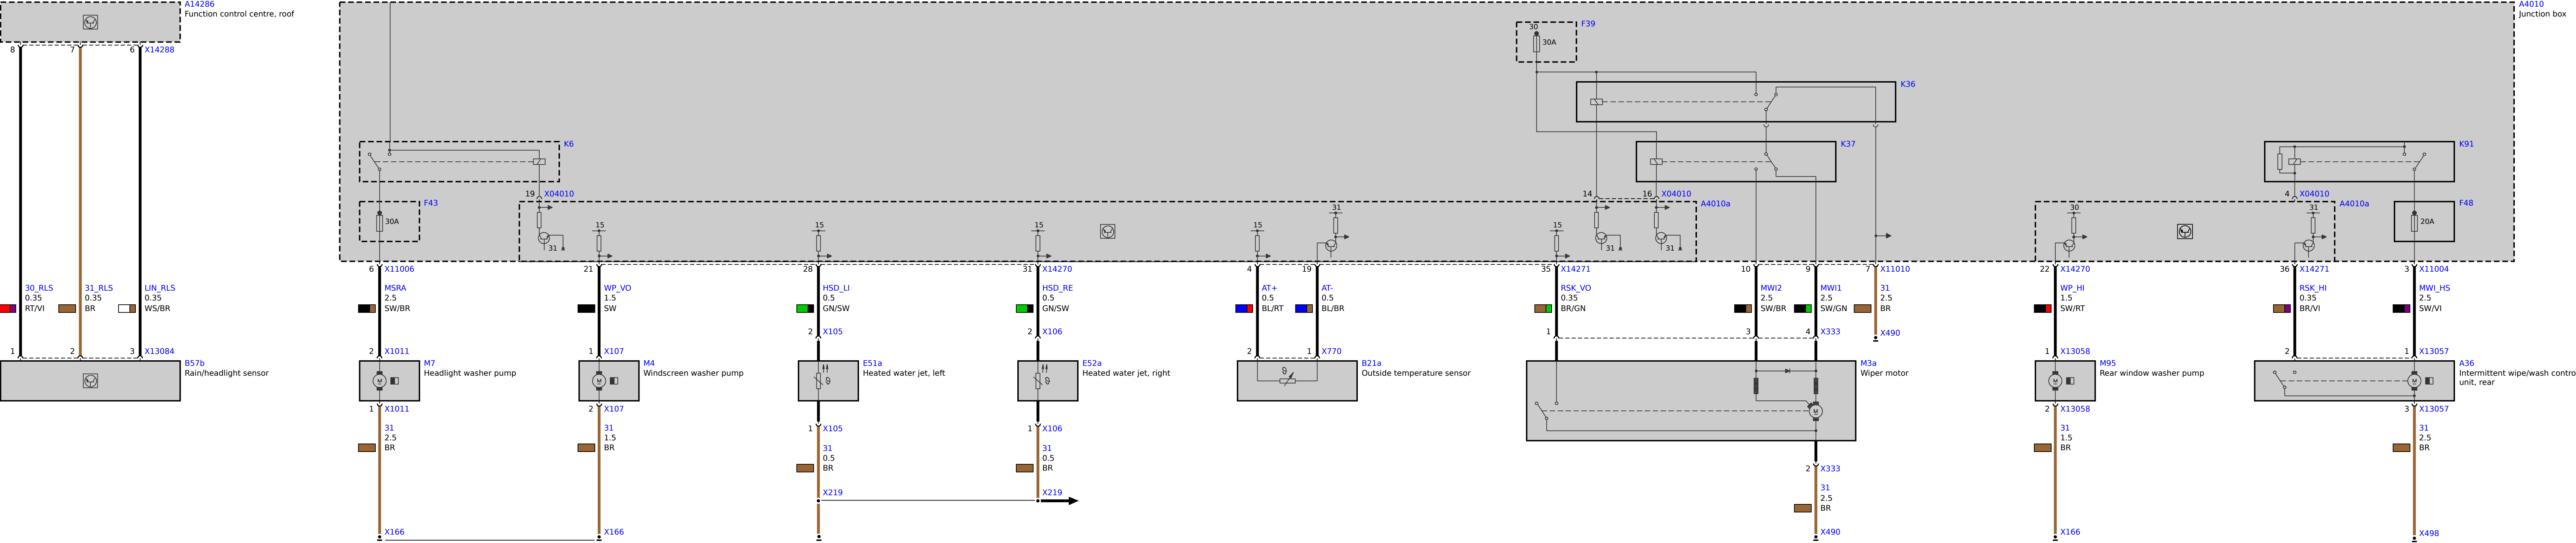 A14286
Function control centre, roof
A4010
Junction box
F39
30
30A
8
7
6
X14288
K36
K6
K37
K91
19
X04010
14
16
X04010
4
X04010
F43
30A
A4010a
A4010a
F48
20A
15
15
15
15
31
15
30
31
31
31
31
6
X11006
21
28
31
X14270
4
19
35
X14271
10
9
7
X11010
22
X14270
36
X14271
3
X11004
30_RLS
0.35
RT/VI
31_RLS
0.35
BR
LIN_RLS
0.35
WS/BR
MSRA
2.5
SW/BR
WP_VO
1.5
SW
HSD_LI
0.5
GN/SW
HSD_RE
0.5
GN/SW
AT+
0.5
BL/RT
AT-
0.5
BL/BR
RSK_VO
0.35
BR/GN
MWI2
2.5
SW/BR
MWI1
2.5
SW/GN
31
2.5
BR
WP_HI
1.5
SW/RT
RSK_HI
0.35
BR/VI
MWI_HS
2.5
SW/VI
2
X105
2
X106
1
3
4
X333
X490
1
2
3
X13084
2
X1011
1
X107
2
1
X770
1
X13058
2
1
X13057
B57b
Rain/headlight sensor
M7
Headlight washer pump
M
M4
Windscreen washer pump
M
E51a
Heated water jet, left
E52a
Heated water jet, right
B21a
Outside temperature sensor
M3a
Wiper motor
M
M95
Rear window washer pump
M
A36
Intermittent wipe/wash contro
unit, rear
M
1
X1011
2
X107
1
X105
1
X106
2
X13058
3
X13057
31
2.5
BR
31
1.5
BR
31
0.5
BR
31
0.5
BR
31
1.5
BR
31
2.5
BR
2
X333
31
2.5
BR
X219
X219
X166
X166
X490
X166
X498